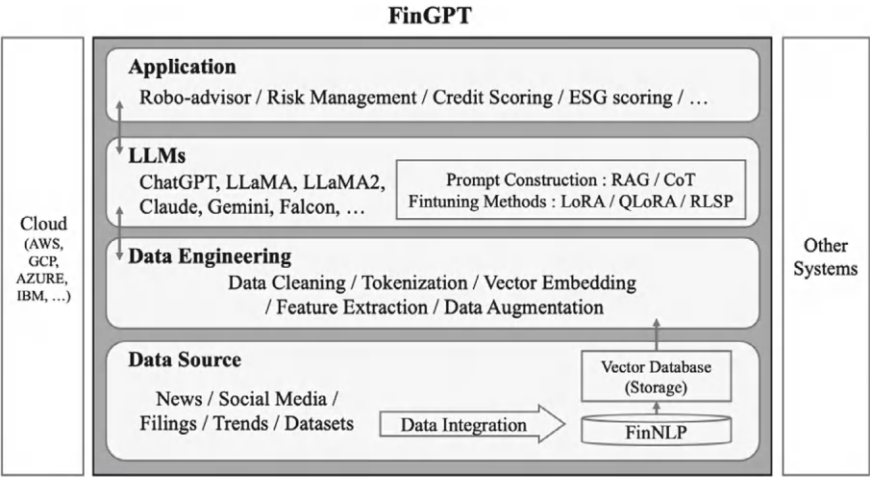 FinGPT
Cloud
(AWS,
GCP,
AZURE,
IBM, ...)
Application
Robo-advisor / Risk Management / Credit Scoring / ESG scoring / ...
LLMs
ChatGPT, LLaMA, LLaMA2,
Claude, Gemini, Falcon, ...
Prompt Construction : RAG / CoT
Fintuning Methods : LoRA / QLoRA / RLSP
Data Engineering
Data Cleaning / Tokenization / Vector Embedding
/ Feature Extraction / Data Augmentation
Data Source
News / Social Media /
Filings / Trends / Datasets
Data Integration
Vector Database
(Storage)
FinNLP
Other
Systems